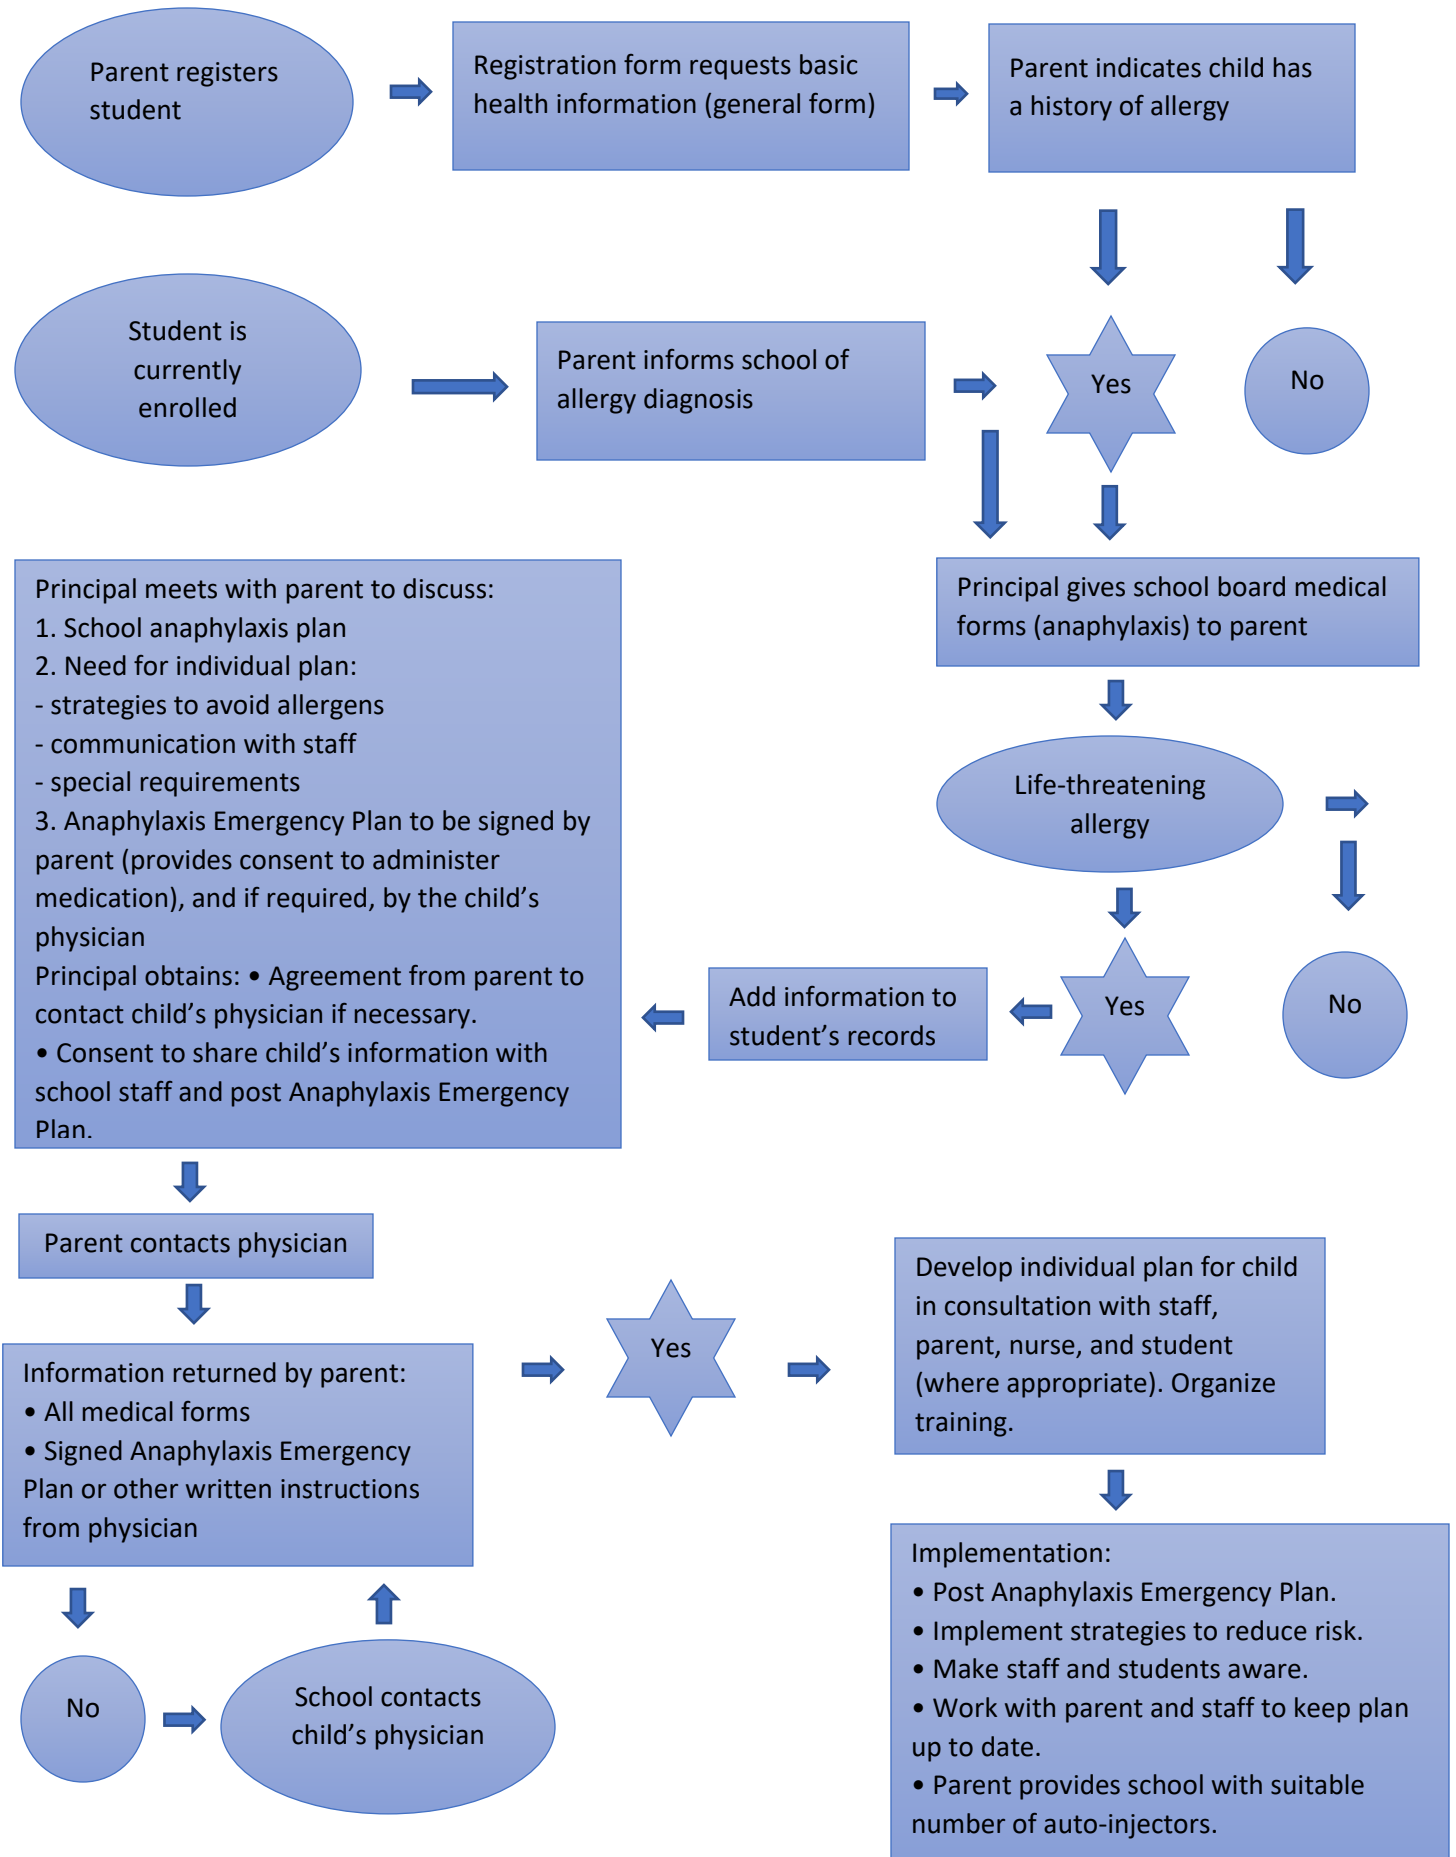 Parent registers
student
Registration form requests basic
health information (general form)
Parent indicates child has
a history of allergy
Student is
currently
enrolled
Parent informs school of
allergy diagnosis
Yes
No
Principal gives school board medical
forms (anaphylaxis) to parent
Life-threatening
allergy
Yes
No
Add information to
student’s records
Principal meets with parent to discuss:
1. School anaphylaxis plan
2. Need for individual plan:
- strategies to avoid allergens
- communication with staff
- special requirements
3. Anaphylaxis Emergency Plan to be signed by
parent (provides consent to administer
medication), and if required, by the child’s
physician
Principal obtains: • Agreement from parent to
contact child’s physician if necessary.
• Consent to share child’s information with
school staff and post Anaphylaxis Emergency
Plan.
Parent contacts physician
Information returned by parent:
• All medical forms
• Signed Anaphylaxis Emergency
Plan or other written instructions
from physician
Yes
Develop individual plan for child
in consultation with staff,
parent, nurse, and student
(where appropriate). Organize
training.
No
School contacts
child’s physician
Implementation:
• Post Anaphylaxis Emergency Plan.
• Implement strategies to reduce risk.
• Make staff and students aware.
• Work with parent and staff to keep plan
up to date.
• Parent provides school with suitable
number of auto-injectors.